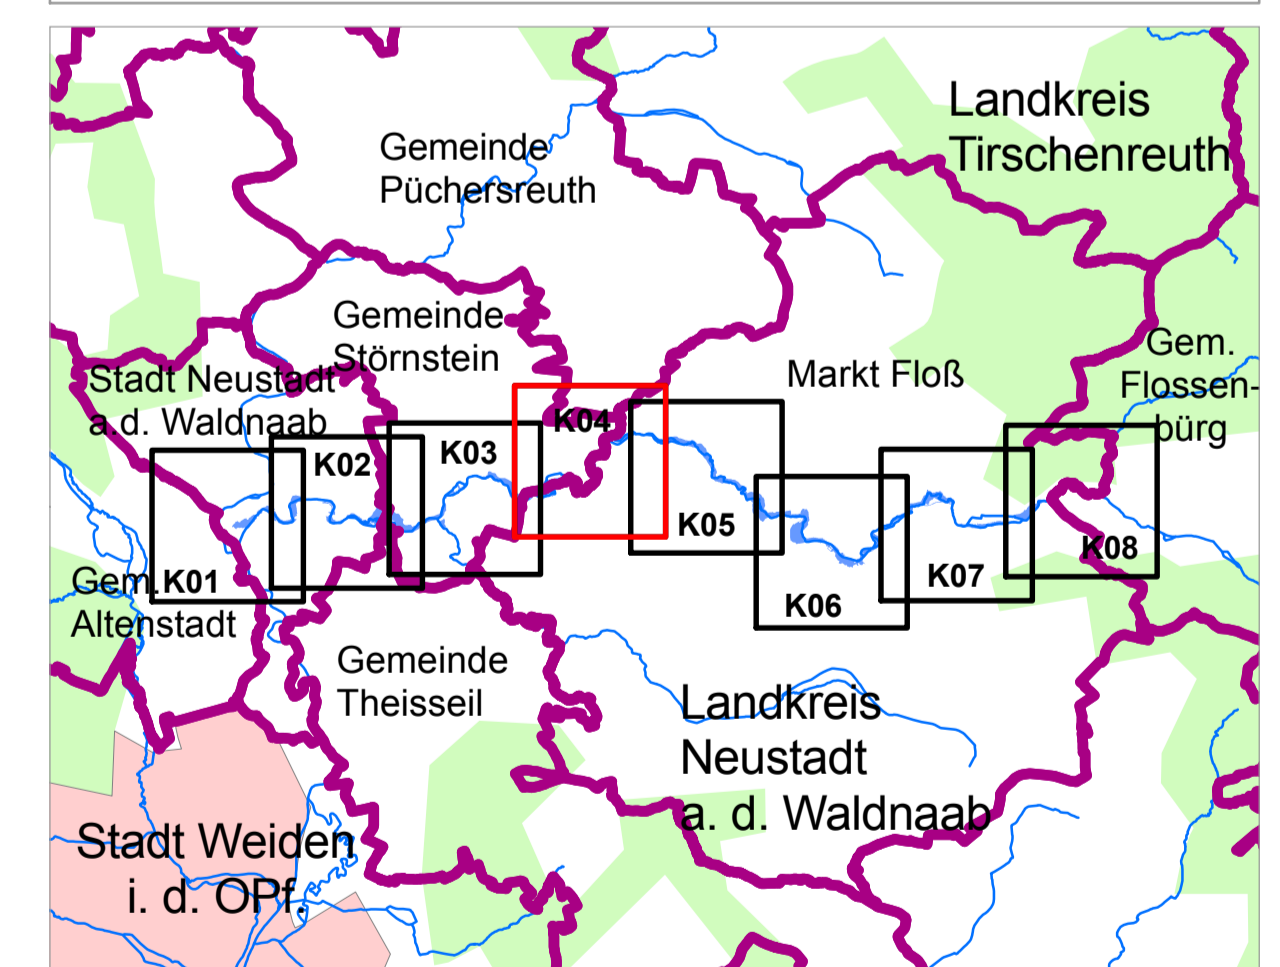 Landkreis
Tirschenreuth
Gemeinde
Püchersreuth
Gemeinde
Störnstein
Gem.
Flossen-
bürg
Stadt Neustadt
a.d. Waldnaab
Markt Floß
K04
K03
K02
K05
K08
K07
K01
K06
Gem.
Altenstadt
Gemeinde
Theisseil
Landkreis
Neustadt
a. d. Waldnaab
Stadt Weiden
i. d. OPf.